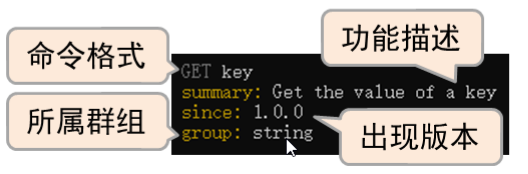 命令格式
功能描述
GET key
summary: Get the value of a key
since: 1.0.0
group: string
所属群组
出现版本